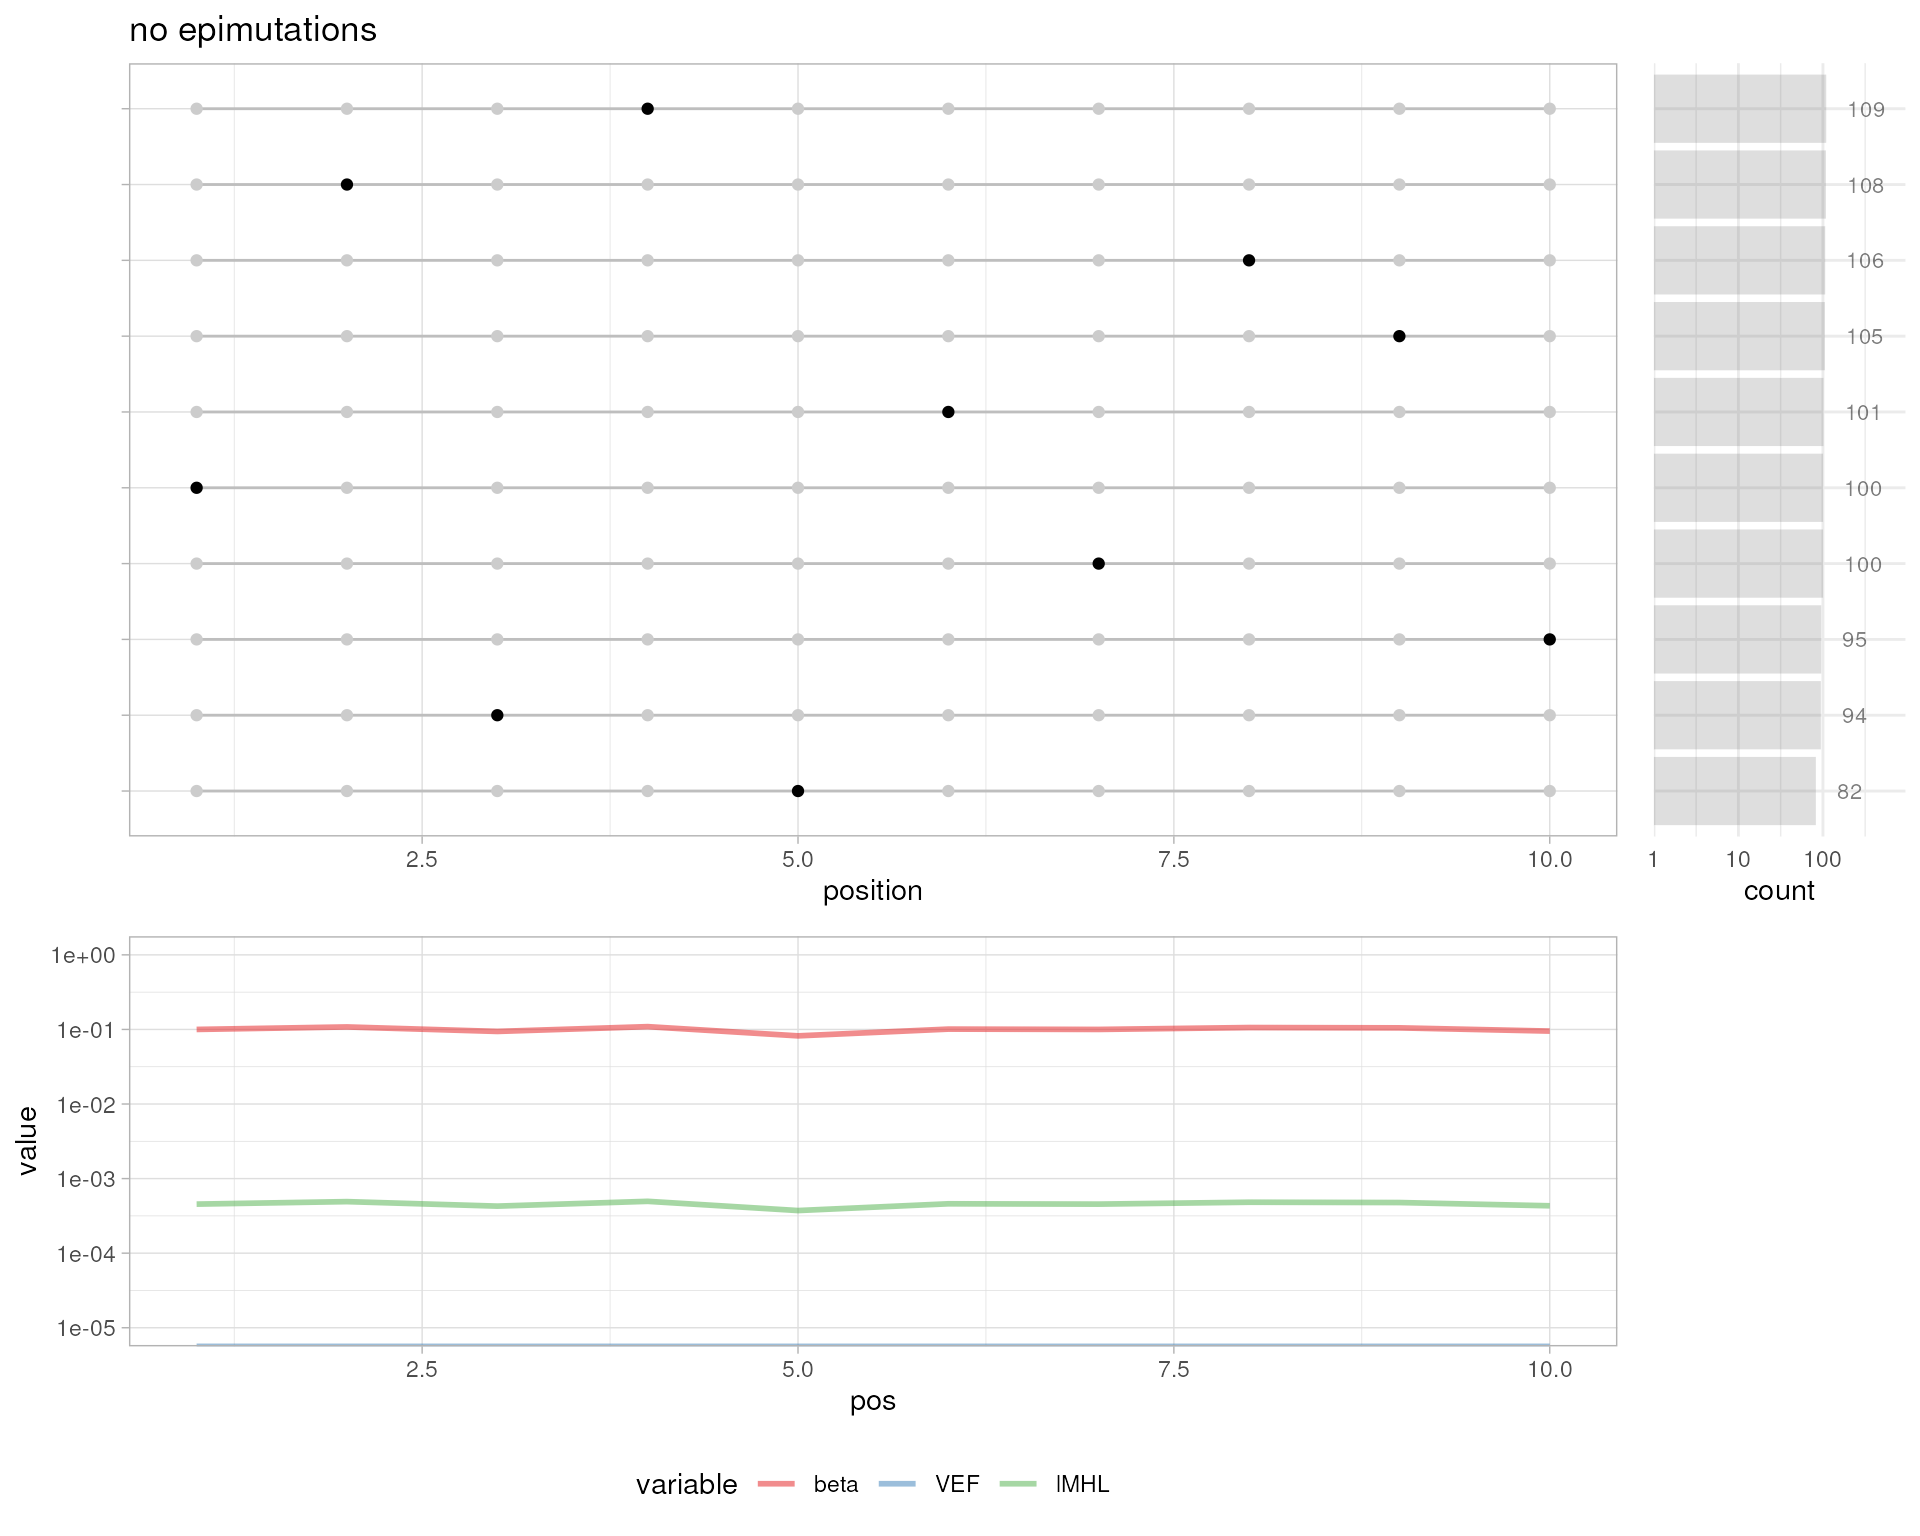 no epimutations
109
108
106
105
101
100
100
95
94
82
2.5 5.0 7.5 10.0 1 10 100
position count
1e+00
1e-01
1e-02
1e-03
1e-04
1e-05
value
2.5 5.0 7.5 10.0
pos
variable beta VEF lMHL